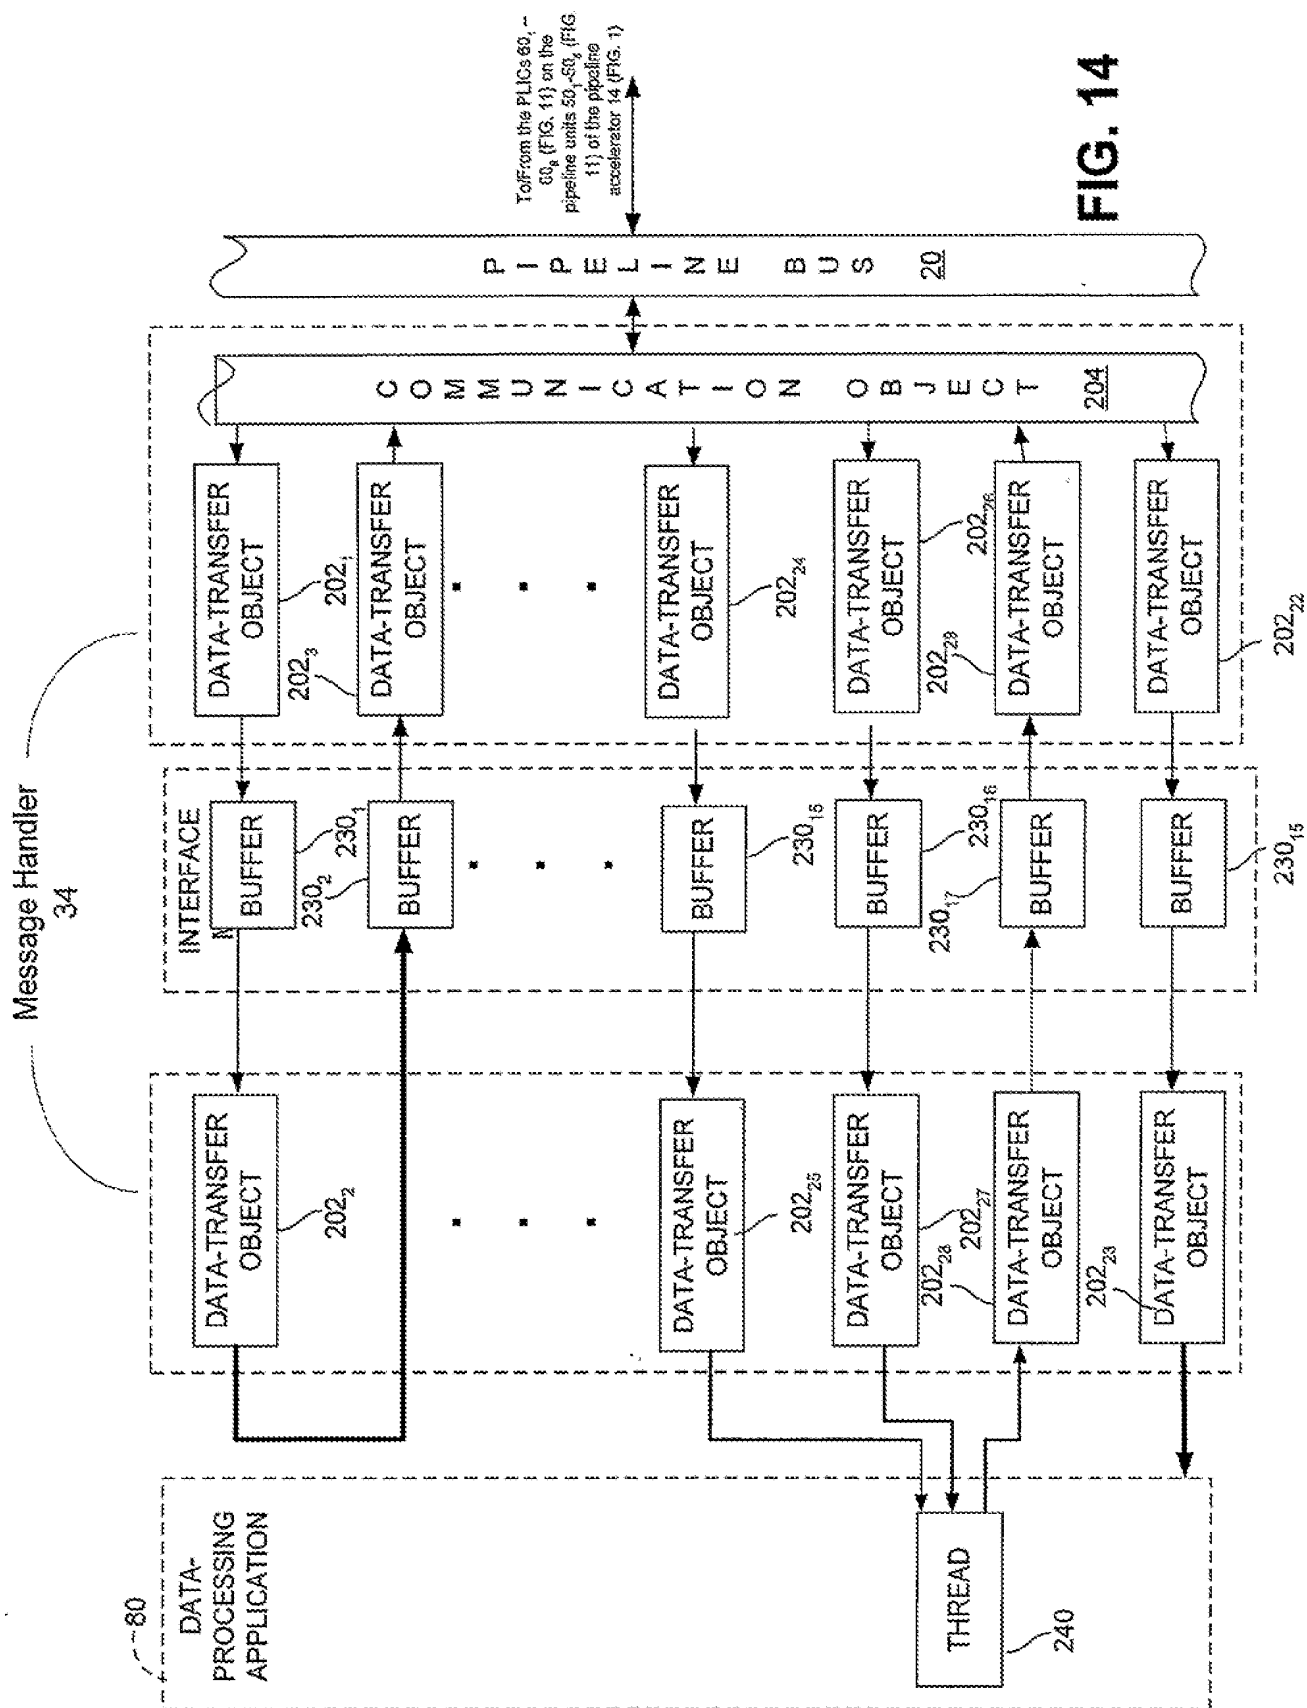 Message Handler
34
80
DATA-
PROCESSING
APPLICATION
INTERFACE
M
DATA-TRANSFER
OBJECT
202₂
BUFFER
230₁
DATA-TRANSFER
OBJECT
202₁
230₂
BUFFER
202₃
DATA-TRANSFER
OBJECT
DATA-TRANSFER
OBJECT
202₂₅
BUFFER
230₁₅
DATA-TRANSFER
OBJECT
202₂₄
DATA-TRANSFER
OBJECT
202₂₇
BUFFER
230₁₆
DATA-TRANSFER
OBJECT
202₂₆
THREAD
240
202₂₈
DATA-TRANSFER
OBJECT
230₁₇
BUFFER
202₂₉
DATA-TRANSFER
OBJECT
202₂₃
DATA-TRANSFER
OBJECT
BUFFER
230₁₅
DATA-TRANSFER
OBJECT
202₂₂
COMMUNICATION OBJECT
204
PIPELINE BUS
20
To/From the PLICs 60₁ –
60ₙ (FIG. 11) on the
pipeline units 50₁-50ₙ (FIG.
11) of the pipeline
accelerator 14 (FIG. 1)
FIG. 14